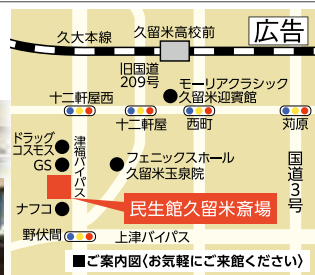 広告
久留米高校前
久大本線
旧国道
209号
モーリアクラシック
久留米迎賓館
十二軒屋西
十二軒屋
西町
苅原
ドラッグ
コスモス
GS
津福バイパス
フェニックスホール
久留米玉泉院
国道3号
民生館久留米斎場
ナフコ
野伏間
上津バイパス
■ご案内図〈お気軽にご来館ください〉